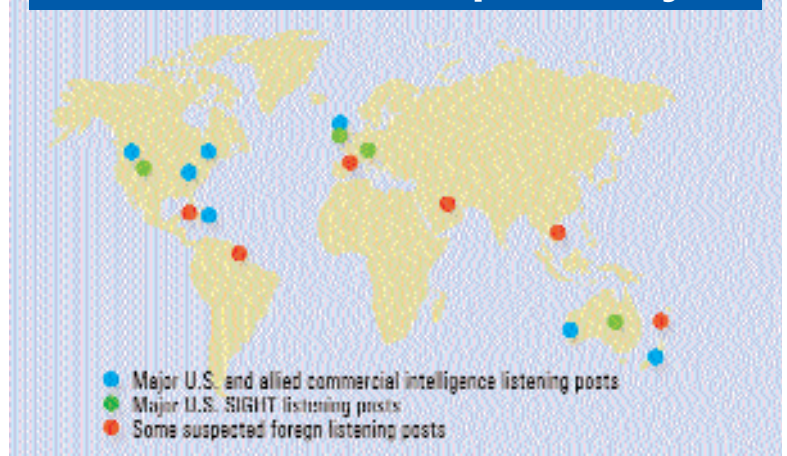 Major U.S. and allied commercial intelligence listening posts
Major U.S. SIGHT listening posts
Some suspected foregn listening posts